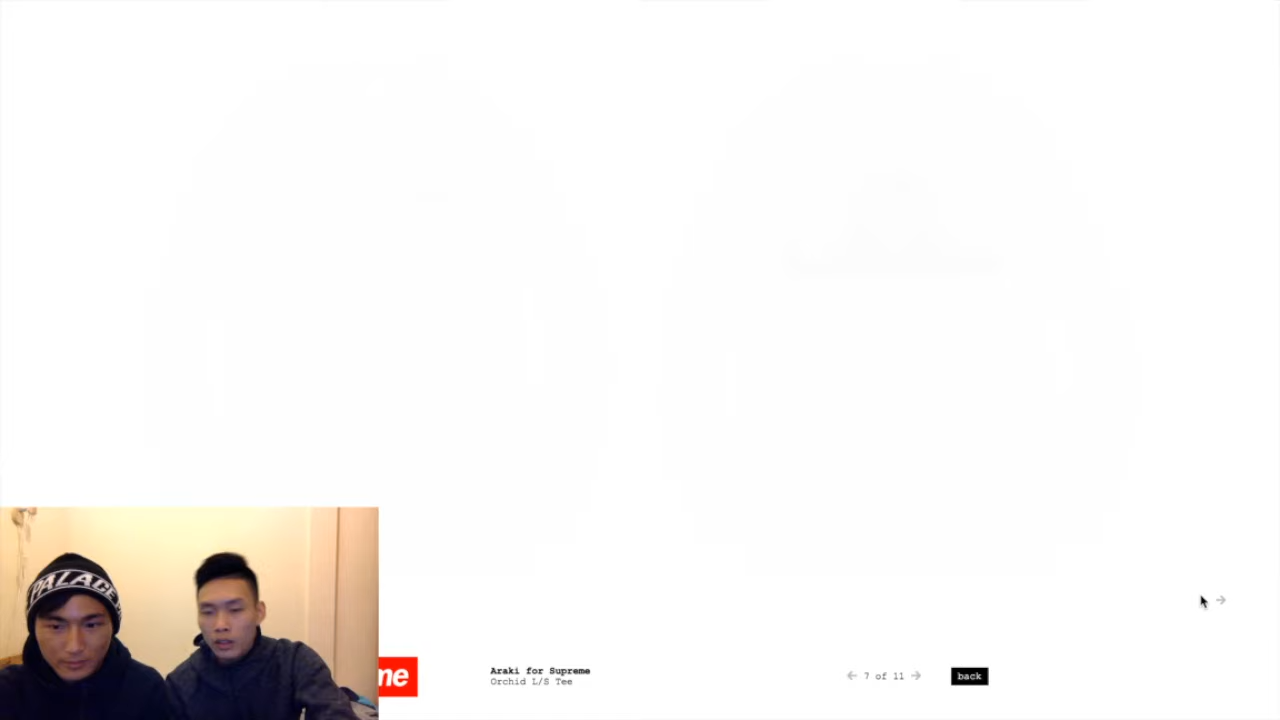 PALACE
me
Araki for Supreme
Orchid L/S Tee
7 of 11
back